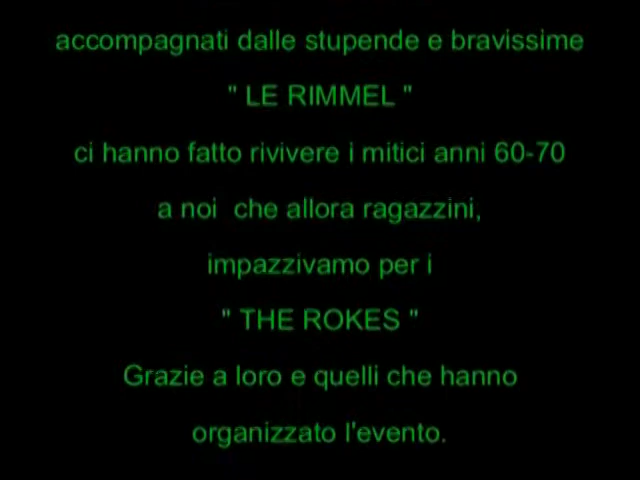 accompagnati dalle stupende e bravissime
" LE RIMMEL "
ci hanno fatto rivivere i mitici anni 60-70
a noi  che allora ragazzini,
impazzivamo per i
" THE ROKES "
Grazie a loro e quelli che hanno
organizzato l'evento.